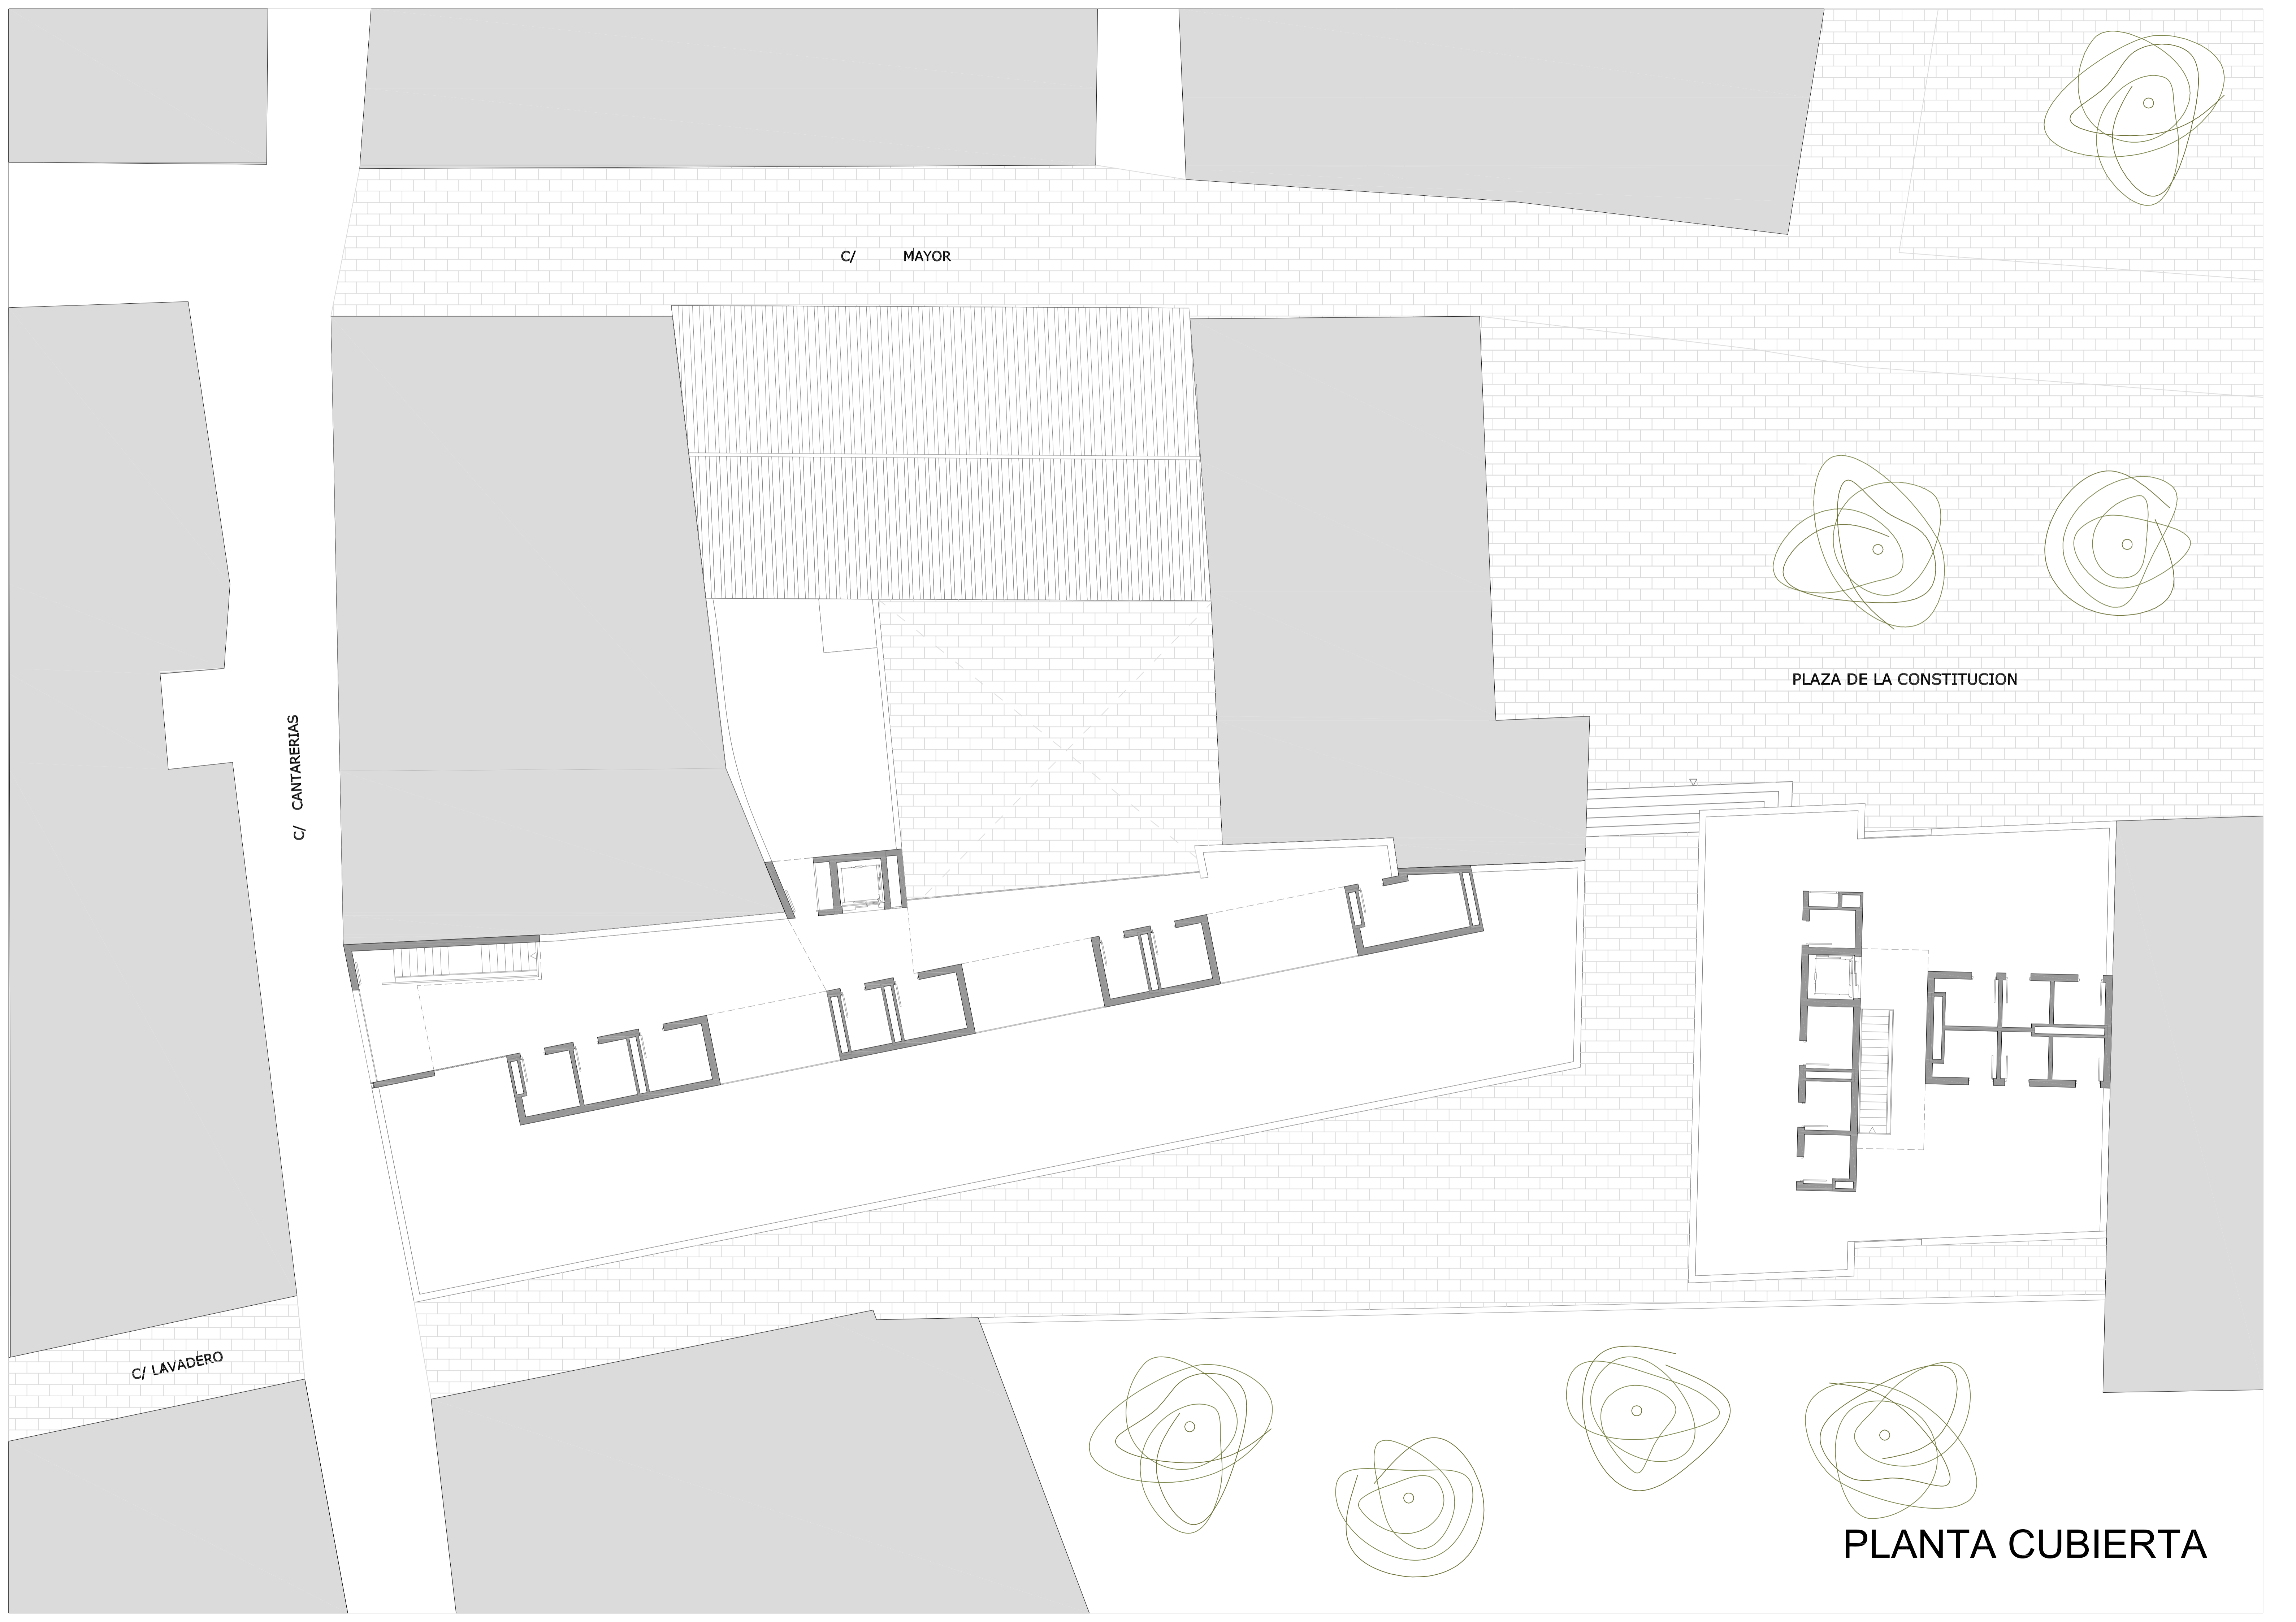 C/ MAYOR
PLAZA DE LA CONSTITUCION
C/ CANTARERIAS
C/ LAVADERO
PLANTA CUBIERTA